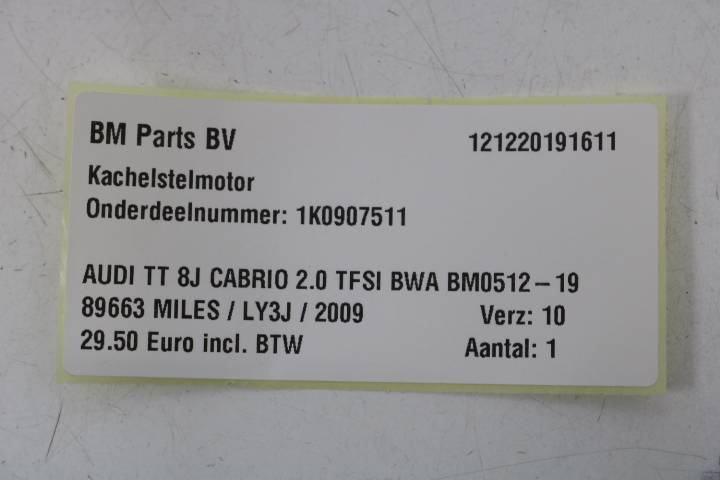 BM Parts BV 121220191611
Kachelstelmotor
Onderdeelnummer: 1K0907511
AUDI TT 8J CABRIO 2.0 TFSI BWA BM0512-19
89663 MILES / LY3J / 2009 Verz: 10
29.50 Euro incl. BTW Aantal: 1